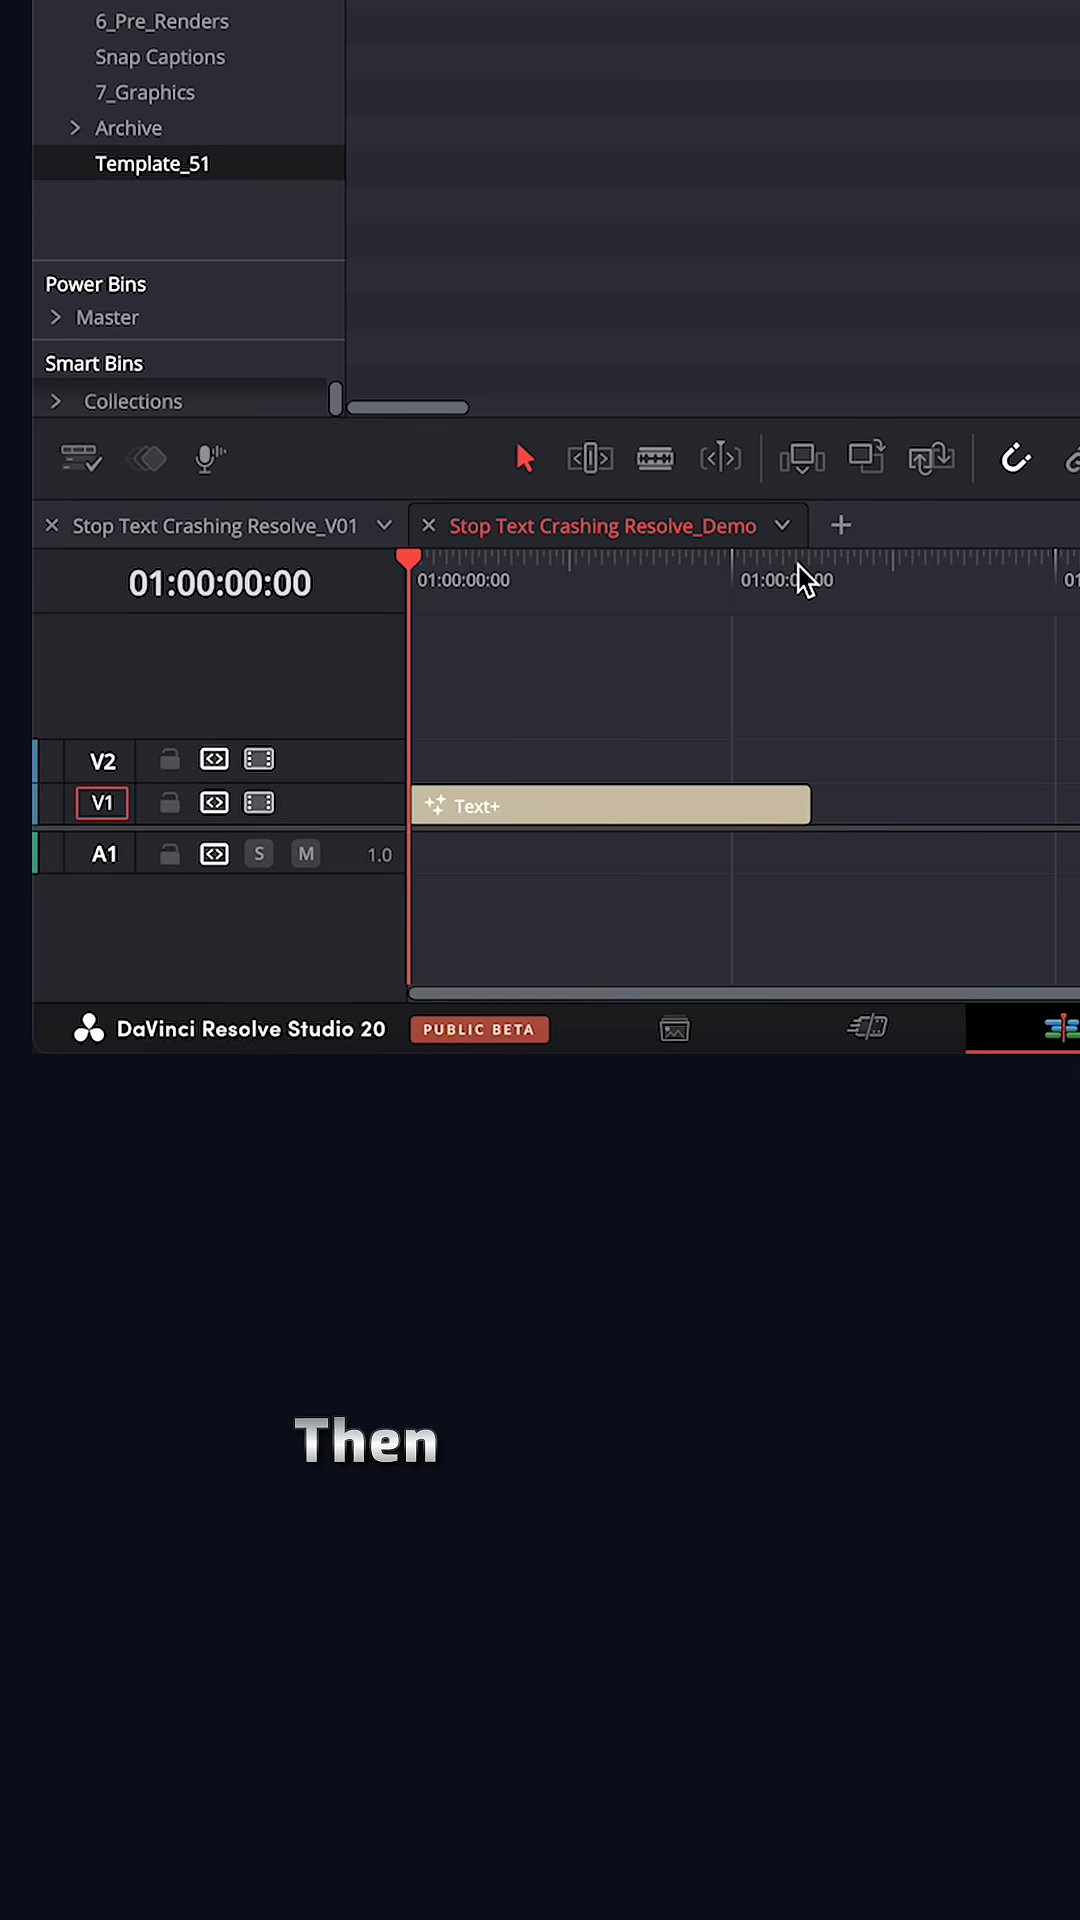 6_Pre_Renders
Snap Captions
7_Graphics
Archive
Template_51
Power Bins
Master
Smart Bins
Collections
Stop Text Crashing Resolve_V01
Stop Text Crashing Resolve_Demo
01:00:00:00
01:00:00:00
V2
V1
Text+
A1 S M 1.0
DaVinci Resolve Studio 20 PUBLIC BETA
Then